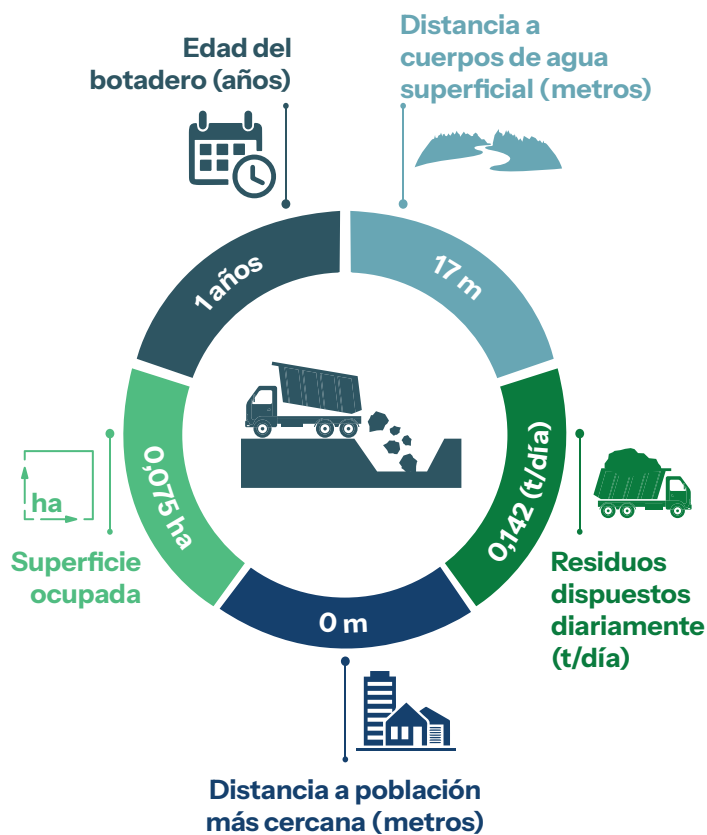 Edad del
botadero (años)
Distancia a
cuerpos de agua
superficial (metros)
1 años
17 m
0,075 ha
0,142 (t/día)
0 m
ha
Superficie
ocupada
Residuos
dispuestos
diariamente
(t/día)
Distancia a población
más cercana (metros)